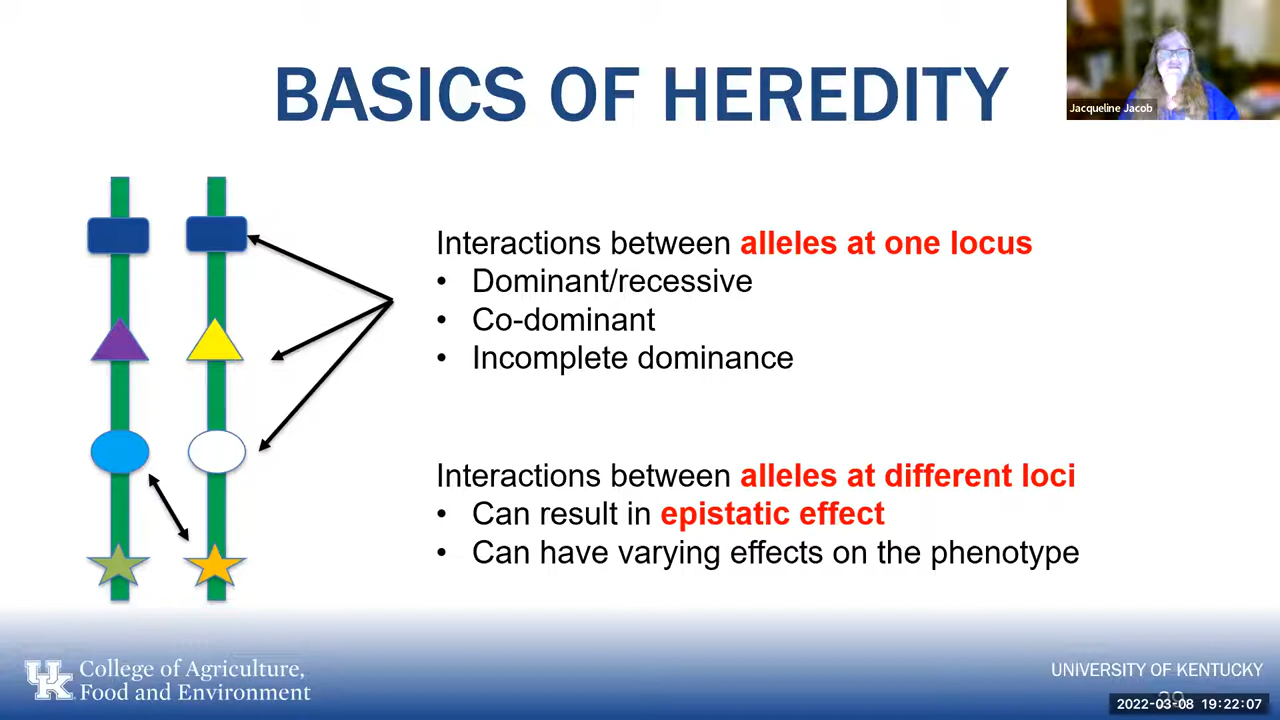 BASICS OF HEREDITY
Jacqueline Jacob
Interactions between alleles at one locus
• Dominant/recessive
• Co-dominant
• Incomplete dominance
Interactions between alleles at different loci
• Can result in epistatic effect
• Can have varying effects on the phenotype
UK
College of Agriculture,
Food and Environment
UNIVERSITY OF KENTUCKY
2022-03-08 19:22:07